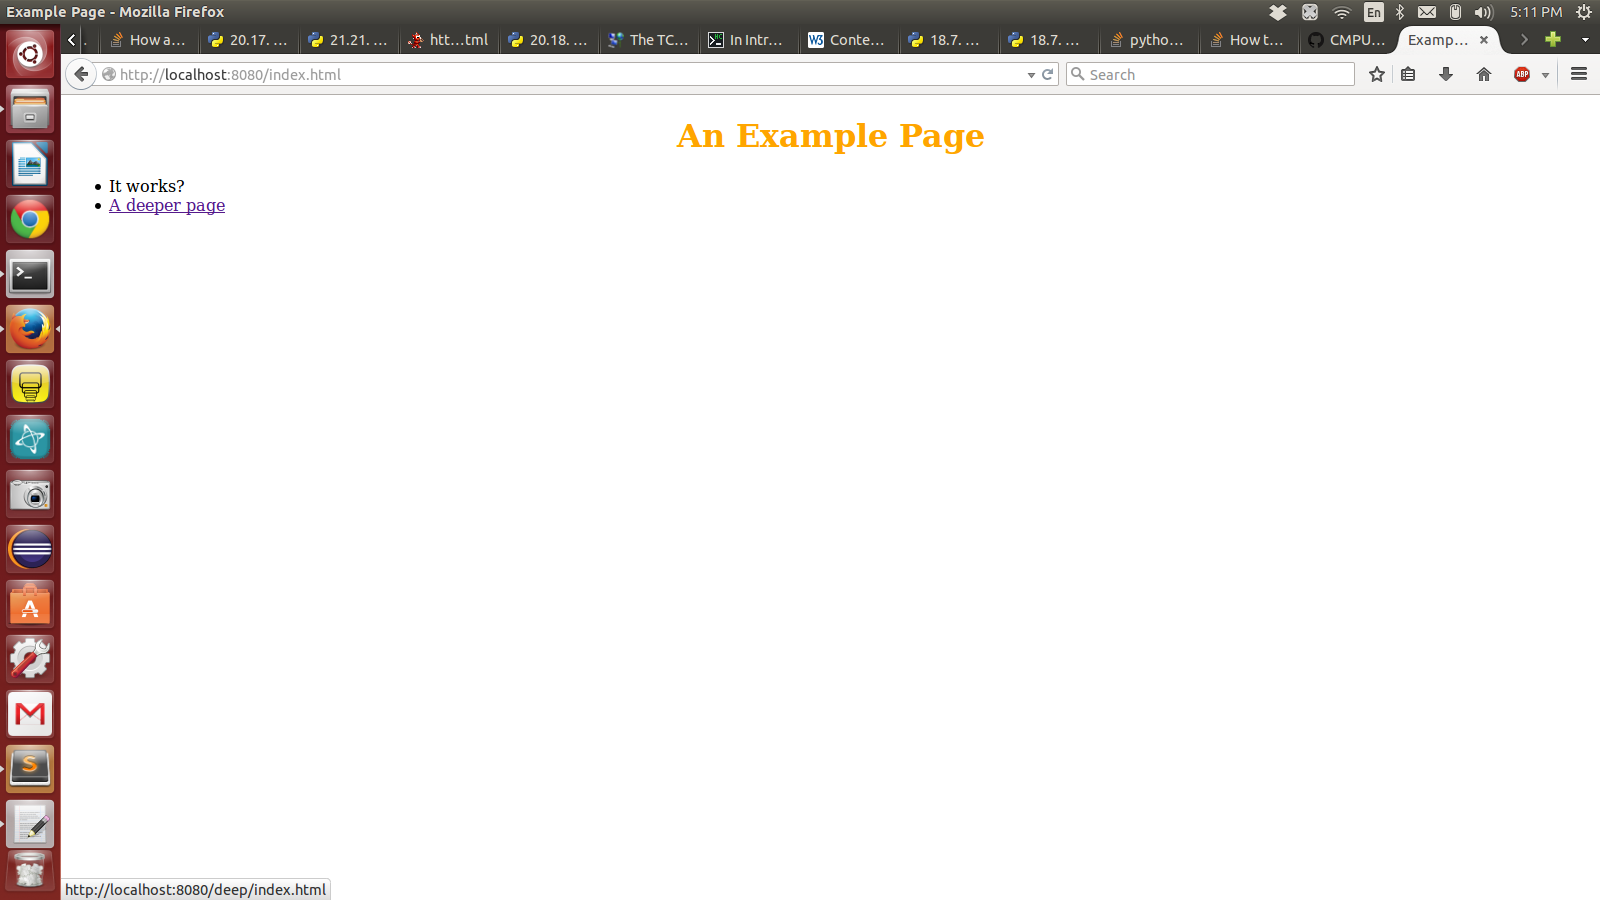 Example Page - Mozilla Firefox
En
5:11 PM
How a...
20.17. ...
21.21. ...
htt...tml
20.18. ...
The TC...
In Intr...
W3 Conte...
18.7. ...
18.7. ...
pytho...
How t...
CMPU...
Examp...
http://localhost:8080/index.html
Search
ABP
An Example Page
It works?
A deeper page
http://localhost:8080/deep/index.html